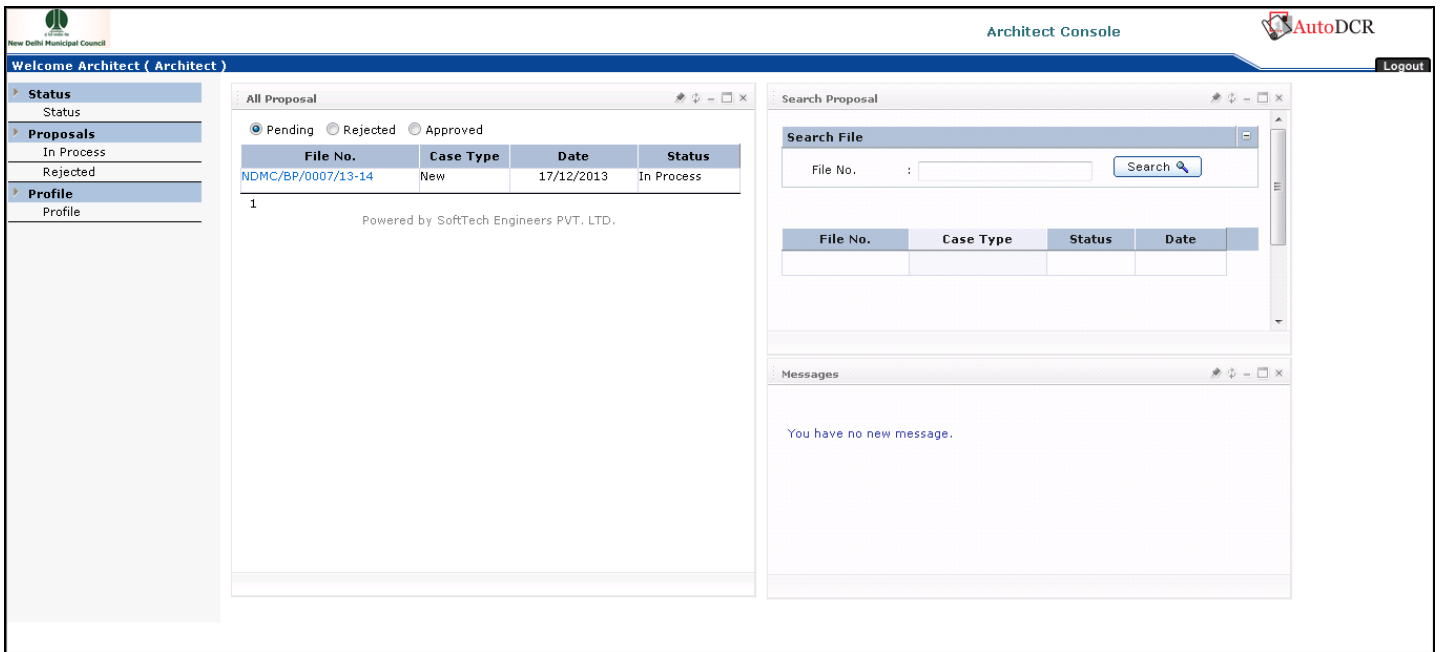 New Delhi Municipal Council
Architect Console
AutoDCR
Welcome Architect ( Architect )
Logout
Status
Status
Proposals
In Process
Rejected
Profile
Profile
All Proposal
Pending Rejected Approved
File No. Case Type Date Status
NDMC/BP/0007/13-14 New 17/12/2013 In Process
1
Powered by SoftTech Engineers PVT. LTD.
Search Proposal
Search File
File No. : Search
File No. Case Type Status Date
Messages
You have no new message.